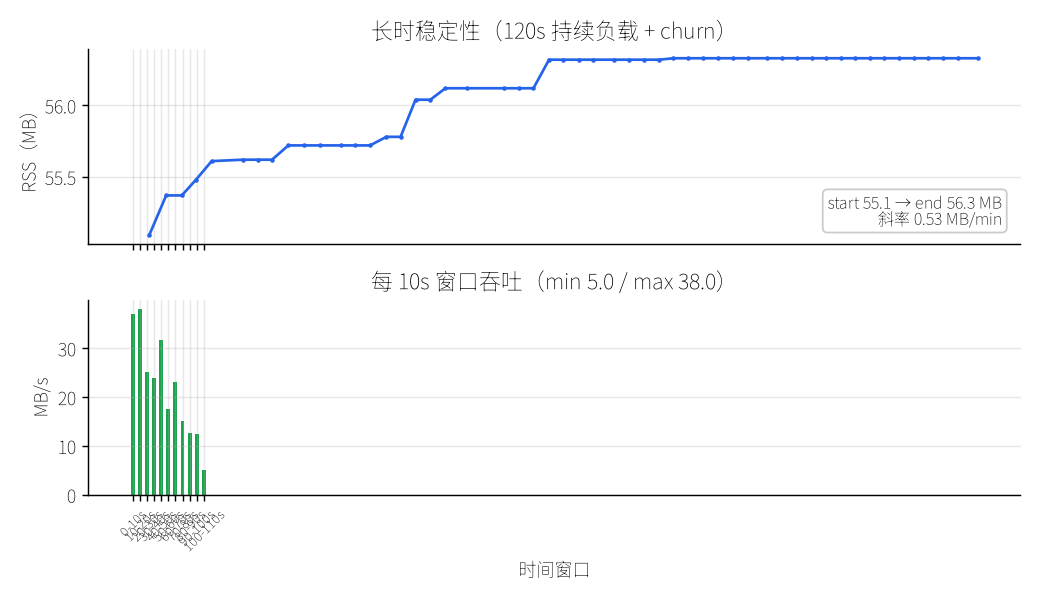 长时稳定性（120s 持续负载 + churn）
RSS（MB）
56.0
55.5
start 55.1 → end 56.3 MB
斜率 0.53 MB/min
每 10s 窗口吞吐（min 5.0 / max 38.0）
MB/s
30
20
10
0
0-10s
100-110s
时间窗口